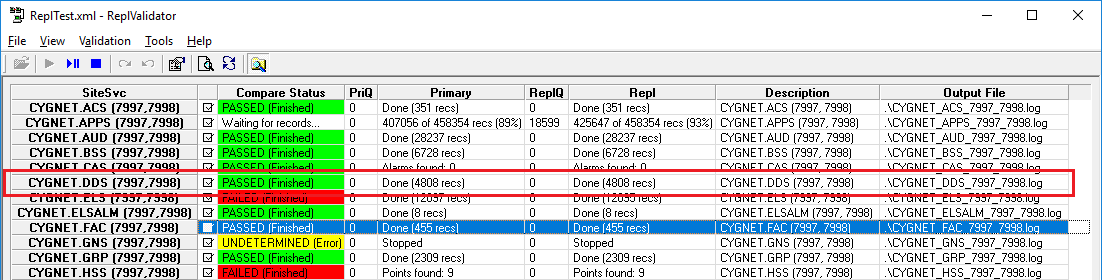 ReplTest.xml - ReplValidator
File View Validation Tools Help
SiteSvc Compare Status PriQ Primary ReplQ Repl Description Output File
CYGNET.ACS (7997,7998) PASSED (Finished) 0 Done (351 recs) 0 Done (351 recs) CYGNET.ACS (7997, 7998) .\CYGNET_ACS_7997_7998.log
CYGNET.APPS (7997,7998) Waiting for records... 0 407056 of 458354 recs (89%) 18599 425647 of 458354 recs (93%) CYGNET.APPS (7997, 7998) .\CYGNET_APPS_7997_7998.log
CYGNET.AUD (7997,7998) PASSED (Finished) 0 Done (28237 recs) 0 Done (28237 recs) CYGNET.AUD (7997, 7998) .\CYGNET_AUD_7997_7998.log
CYGNET.BSS (7997,7998) PASSED (Finished) 0 Done (6728 recs) 0 Done (6728 recs) CYGNET.BSS (7997, 7998) .\CYGNET_BSS_7997_7998.log
CYGNET.CAS (7997,7998) PASSED (Finished) 0 Alarms found: 0 0 Alarms found: 0 CYGNET.CAS (7997, 7998) .\CYGNET_CAS_7997_7998.log
CYGNET.DDS (7997,7998) PASSED (Finished) 0 Done (4808 recs) 0 Done (4808 recs) CYGNET.DDS (7997, 7998) .\CYGNET_DDS_7997_7998.log
CYGNET.ELS (7997,7998) FAILED (Finished) 0 Done (12097 recs) 0 Done (12095 recs) CYGNET.ELS (7997, 7998) .\CYGNET_ELS_7997_7998.log
CYGNET.ELSALM (7997,7998) PASSED (Finished) 0 Done (8 recs) 0 Done (8 recs) CYGNET.ELSALM (7997, 7998) .\CYGNET_ELSALM_7997_7998.log
CYGNET.FAC (7997,7998) PASSED (Finished) 0 Done (455 recs) 0 Done (455 recs) CYGNET.FAC (7997, 7998) .\CYGNET_FAC_7997_7998.log
CYGNET.GNS (7997,7998) UNDETERMINED (Error) 0 Stopped 0 Stopped CYGNET.GNS (7997, 7998) .\CYGNET_GNS_7997_7998.log
CYGNET.GRP (7997,7998) PASSED (Finished) 0 Done (2309 recs) 0 Done (2309 recs) CYGNET.GRP (7997, 7998) .\CYGNET_GRP_7997_7998.log
CYGNET.HSS (7997,7998) FAILED (Finished) 0 Points found: 9 0 Points found: 9 CYGNET.HSS (7997, 7998) .\CYGNET_HSS_7997_7998.log